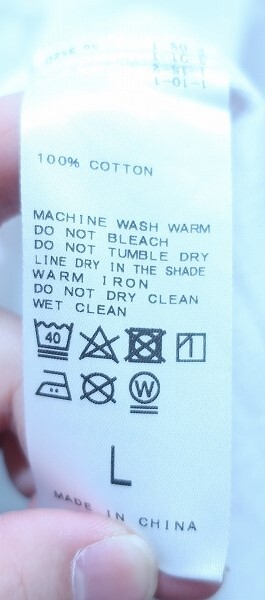 100% COTTON
MACHINE WASH WARM
DO NOT BLEACH
DO NOT TUMBLE DRY
LINE DRY IN THE SHADE
WARM IRON
DO NOT DRY CLEAN
WET CLEAN
40
W
L
MADE IN CHINA